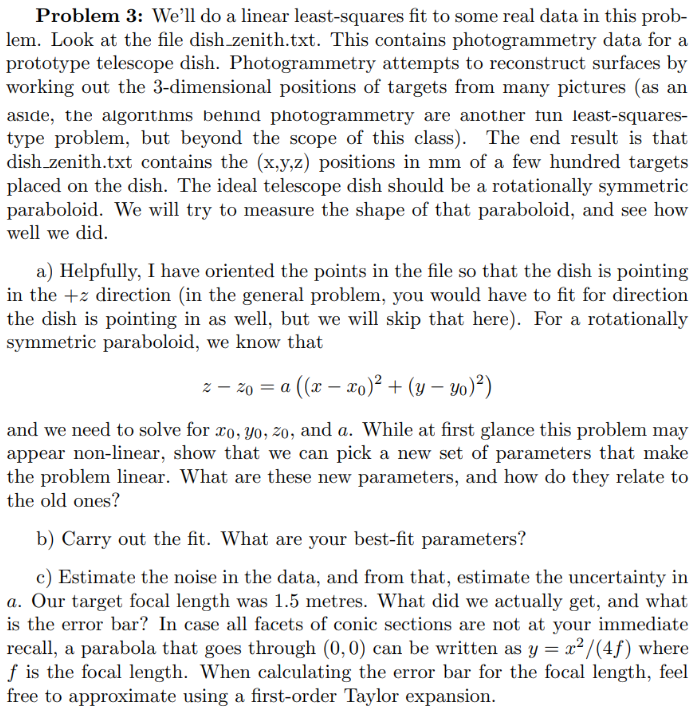 Problem 3: We'll do a linear least-squares fit to some real data in this prob-
lem. Look at the file dish_zenith.txt. This contains photogrammetry data for a
prototype telescope dish. Photogrammetry attempts to reconstruct surfaces by
working out the 3-dimensional positions of targets from many pictures (as an
aside, the algorithms behind photogrammetry are another fun least-squares-
type problem, but beyond the scope of this class). The end result is that
dish_zenith.txt contains the (x,y,z) positions in mm of a few hundred targets
placed on the dish. The ideal telescope dish should be a rotationally symmetric
paraboloid. We will try to measure the shape of that paraboloid, and see how
well we did.
a) Helpfully, I have oriented the points in the file so that the dish is pointing
in the +z direction (in the general problem, you would have to fit for direction
the dish is pointing in as well, but we will skip that here). For a rotationally
symmetric paraboloid, we know that
z − z₀ = a ((x − x₀)² + (y − y₀)²)
and we need to solve for x₀, y₀, z₀, and a. While at first glance this problem may
appear non-linear, show that we can pick a new set of parameters that make
the problem linear. What are these new parameters, and how do they relate to
the old ones?
b) Carry out the fit. What are your best-fit parameters?
c) Estimate the noise in the data, and from that, estimate the uncertainty in
a. Our target focal length was 1.5 metres. What did we actually get, and what
is the error bar? In case all facets of conic sections are not at your immediate
recall, a parabola that goes through (0, 0) can be written as y = x²/(4f) where
f is the focal length. When calculating the error bar for the focal length, feel
free to approximate using a first-order Taylor expansion.